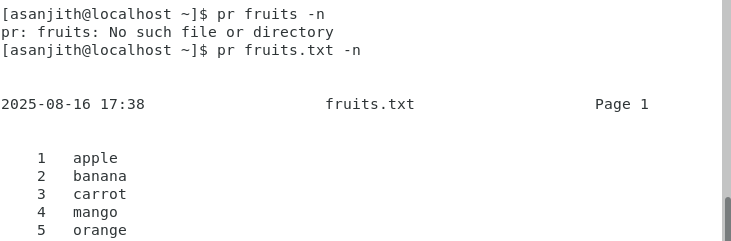 [asanjith@localhost ~]$ pr fruits -n
pr: fruits: No such file or directory
[asanjith@localhost ~]$ pr fruits.txt -n
2025-08-16 17:38 fruits.txt Page 1
1 apple
2 banana
3 carrot
4 mango
5 orange